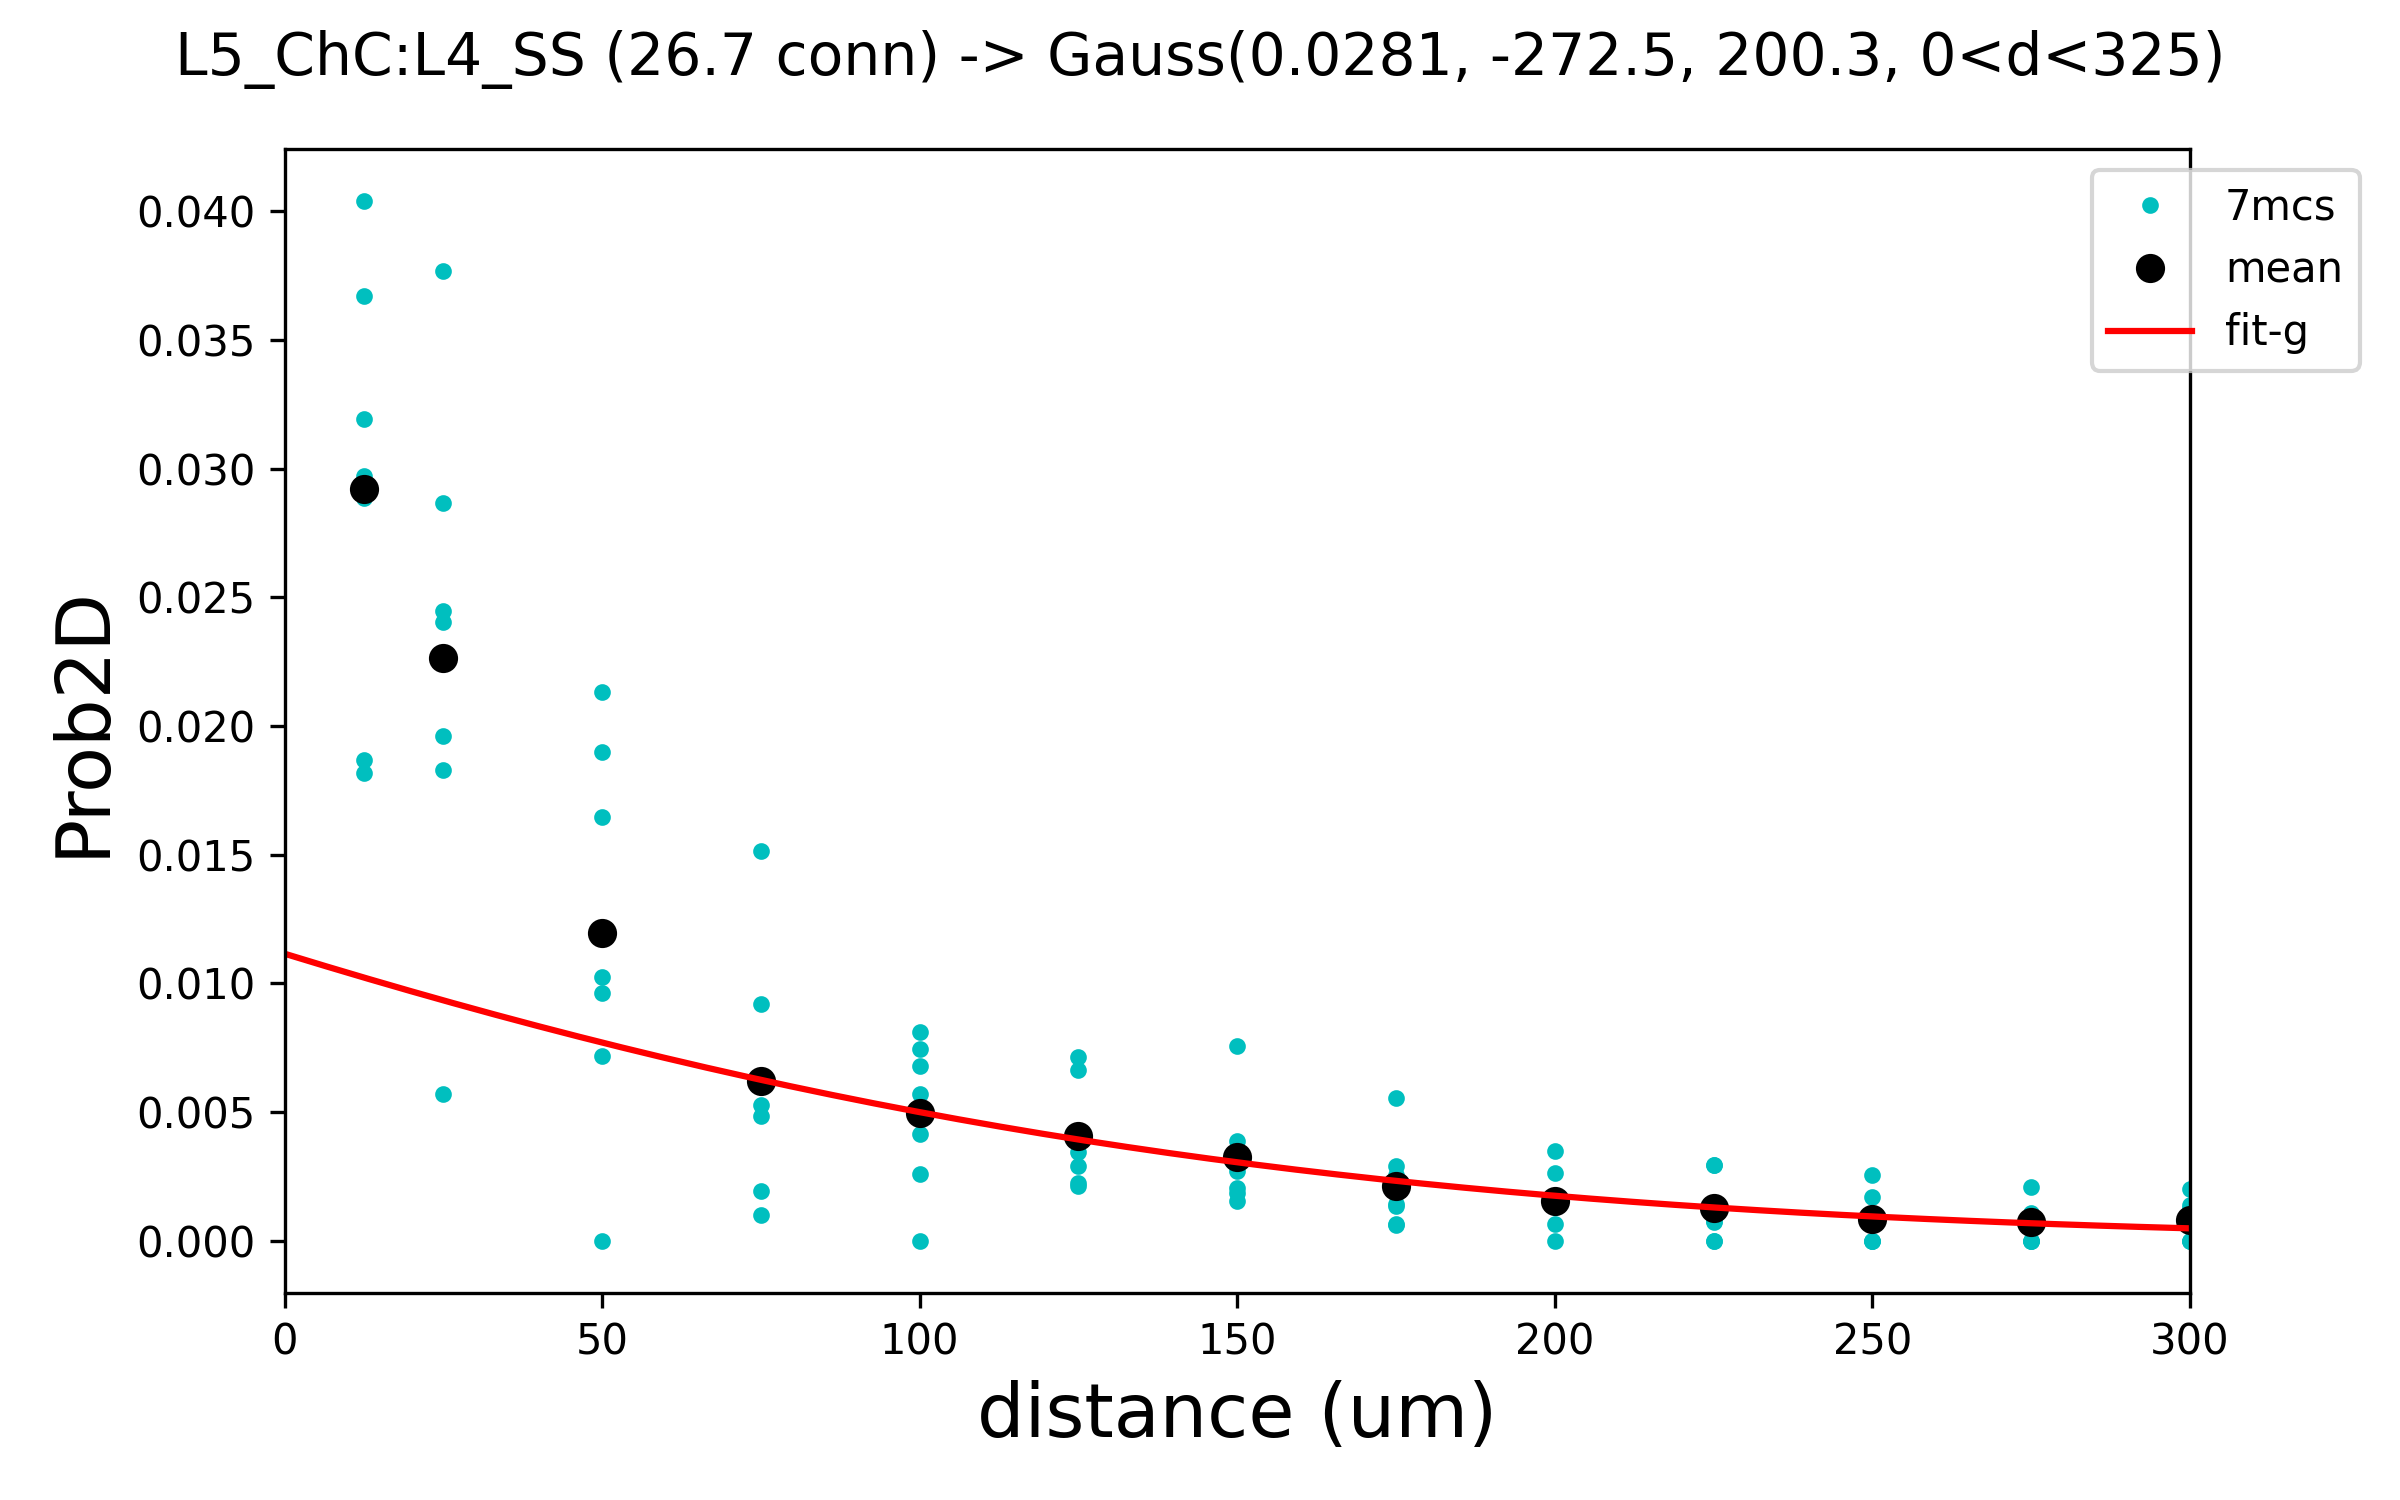 L5_ChC:L4_SS (26.7 conn) -> Gauss(0.0281, -272.5, 200.3, 0<d<325)
7mcs
mean
fit-g
Prob2D
0.040
0.035
0.030
0.025
0.020
0.015
0.010
0.005
0.000
0 50 100 150 200 250 300
distance (um)